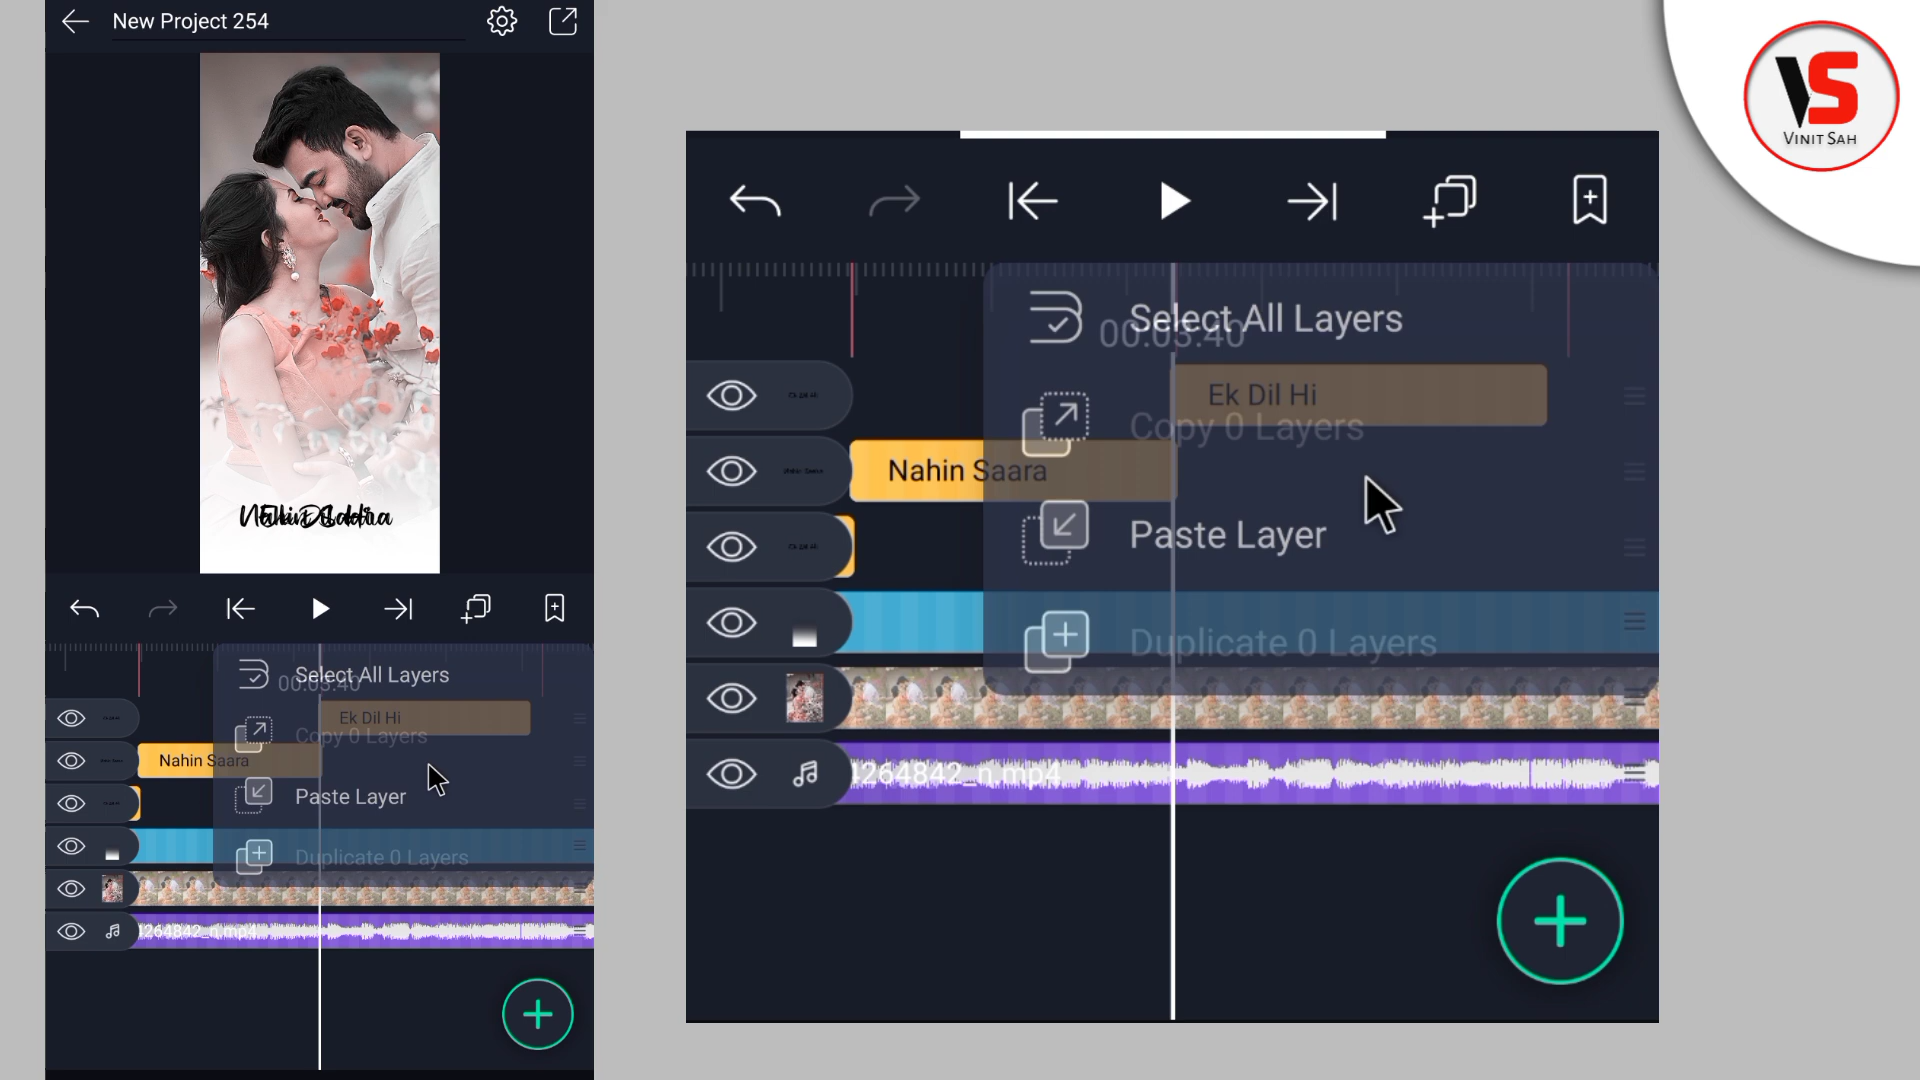 New Project 254
Select All Layers
00:03:40
Ek Dil Hi
Copy 0 Layers
Nahin Saara
Paste Layer
Duplicate 0 Layers
4264842_n.mp4
Select All Layers
00:03:40
Ek Dil Hi
Copy 0 Layers
Nahin Saara
Paste Layer
Duplicate 0 Layers
4264842_n.mp4
VS
VINIT SAH